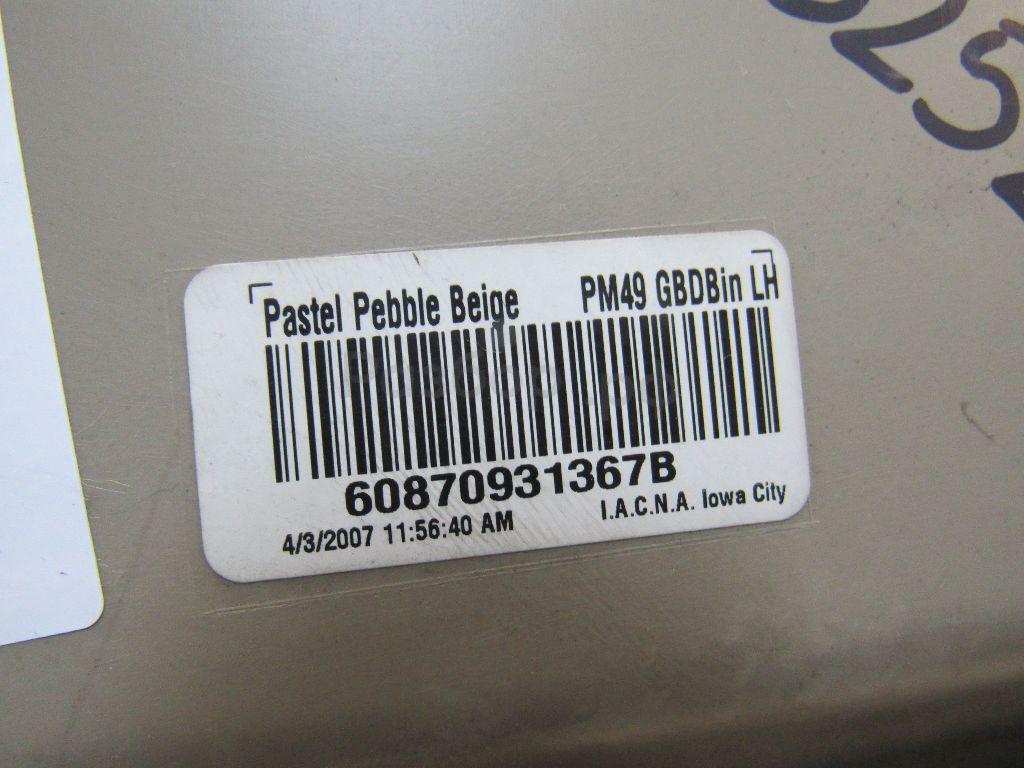 Pastel Pebble Beige PM49 GBDBin LH
60870931367B
4/3/2007 11:56:40 AM I.A.C.N.A. Iowa City